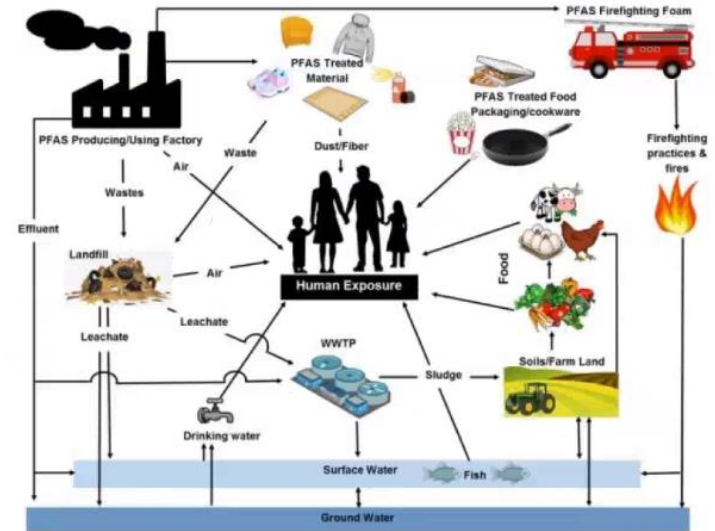 PFAS Firefighting Foam
PFAS Treated
Material
PFAS Treated Food
Packaging/cookware
PFAS Producing/Using Factory
Firefighting
practices &
fires
Dust/Fiber
Waste
Air
Wastes
Effluent
Landfill
Air
Food
Human Exposure
Leachate
Leachate
WWTP
Sludge
Soils/Farm Land
Drinking water
Surface Water
Fish
Ground Water